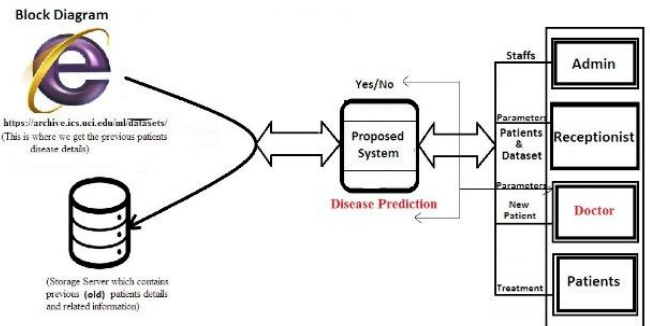 Block Diagram
https://archive.ics.uci.edu/ml/datasets/
(This is where we get the previous patients
disease details)
(Storage Server which contains
previous (old) patients details
and related information)
Yes/No
Proposed
System
Disease Prediction
Staffs
Parameters
Patients
&
Dataset
Parameters
New
Patient
Treatment
Admin
Receptionist
Doctor
Patients